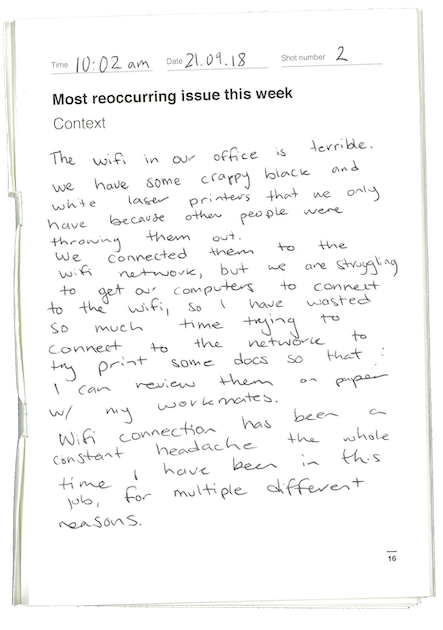 Time 10:02 am Date 21.09.18 Shot number 2
Most reoccurring issue this week
Context
The wifi in our office is terrible.
we have some crappy black and
white laser printers that we only
have because other people were
throwing them out.
We connected them to the
wifi network, but we are struggling
to get our computers to connect
to the wifi, so I have wasted
so much time trying to
connect to the network to
try print some docs so that
I can review them on paper
w/ my workmates.
Wifi connection has been a
constant headache the whole
time I have been in this
job, for multiple different
reasons.
16